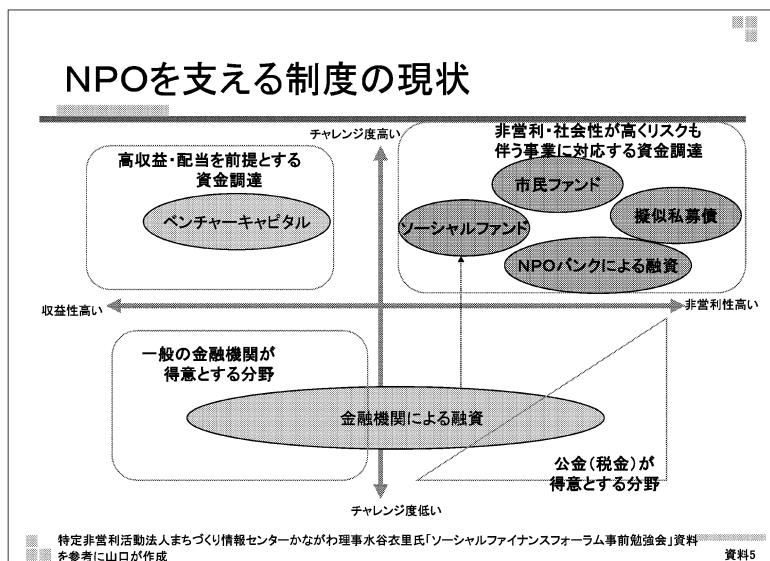 NPOを支える制度の現状
チャレンジ度高い
高収益・配当を前提とする
資金調達
ベンチャーキャピタル
非営利・社会性が高くリスクも
伴う事業に対応する資金調達
市民ファンド
ソーシャルファンド
擬似私募債
NPOバンクによる融資
収益性高い
非営利性高い
一般の金融機関が
得意とする分野
金融機関による融資
公金(税金)が
得意とする分野
チャレンジ度低い
特定非営利活動法人まちづくり情報センターかながわ理事水谷衣里氏「ソーシャルファイナンスフォーラム事前勉強会」資料
を参考に山口が作成
資料5